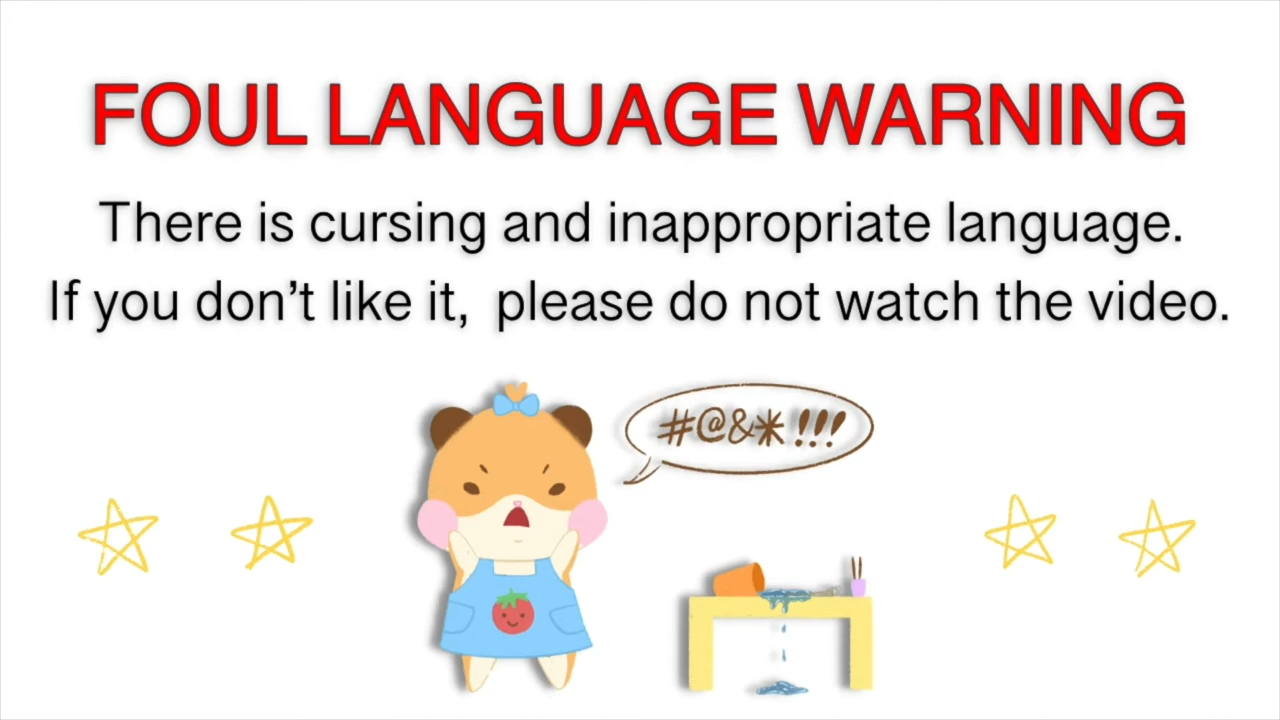 FOUL LANGUAGE WARNING
There is cursing and inappropriate language.
If you don’t like it, please do not watch the video.
#@&*!!!